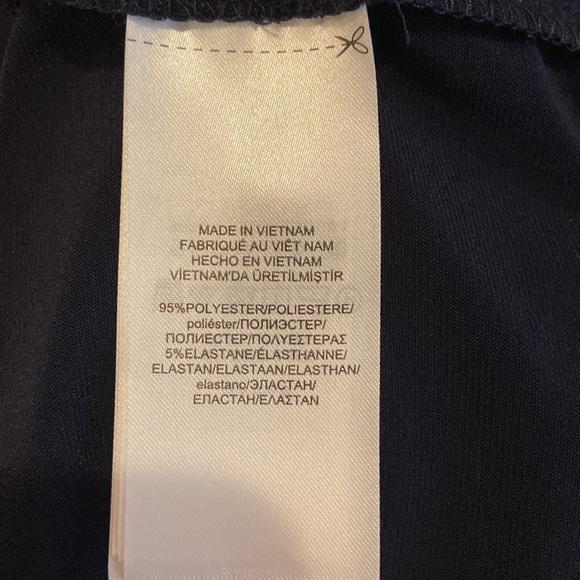 MADE IN VIETNAM
FABRIQUÉ AU VIÊT NAM
HECHO EN VIETNAM
VİETNAM'DA ÜRETİLMİŞTİR
95%POLYESTER/POLIESTERE/
poliéster/ПОЛИЭСТЕР/
ПОЛИЕСТЕР/ΠΟΛΥΕΣΤΕΡΑΣ
5%ELASTANE/ÉLASTHANNE/
ELASTAN/ELASTAAN/ELASTHAN/
elastano/ЭЛАСТАН/
ЕЛАСТАН/ΕΛΑΣΤΑΝ